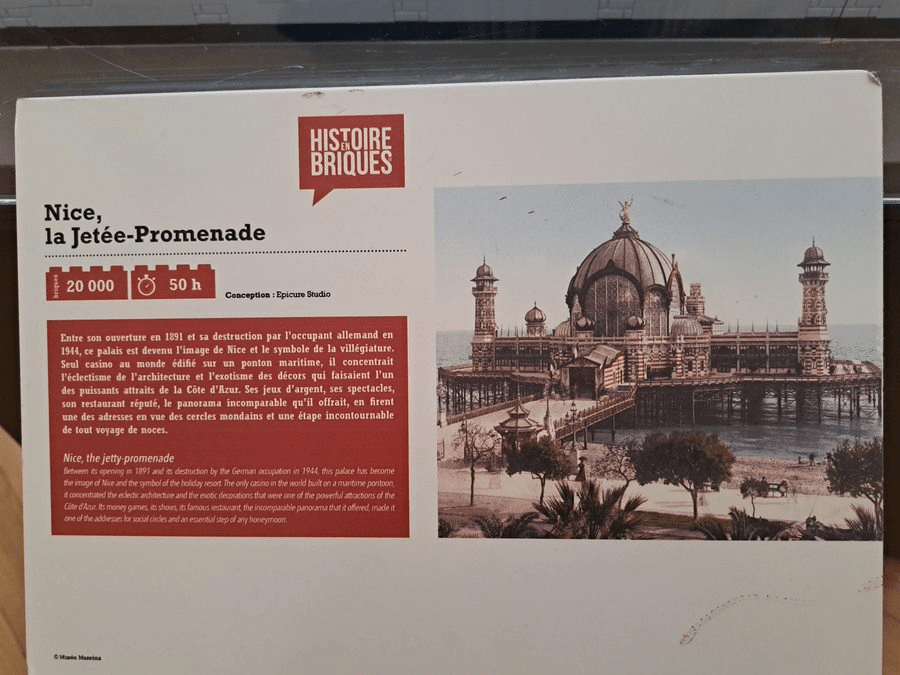 HISTOIRE
EN
BRIQUES
Nice,
la Jetée-Promenade
briques
20 000
50 h
Conception : Epicure Studio
Entre son ouverture en 1891 et sa destruction par l'occupant allemand en
1944, ce palais est devenu l'image de Nice et le symbole de la villégiature.
Seul casino au monde édifié sur un ponton maritime, il concentrait
l'éclectisme de l'architecture et l'exotisme des décors qui faisaient l'un
des puissants attraits de la Côte d'Azur. Ses jeux d'argent, ses spectacles,
son restaurant réputé, le panorama incomparable qu'il offrait, en firent
une des adresses en vue des cercles mondains et une étape incontournable
de tout voyage de noces.
Nice, the jetty-promenade
Between its opening in 1891 and its destruction by the German occupation in 1944, this palace has become
the image of Nice and the symbol of the holiday resort. The only casino in the world built on a maritime pontoon,
it concentrated the eclectic architecture and the exotic decorations that were one of the powerful attractions of the
Côte d'Azur. Its money games, its shows, its famous restaurant, the incomparable panorama that it offered, made it
one of the addresses for social circles and an essential step of any honeymoon.
© Musée Masséna